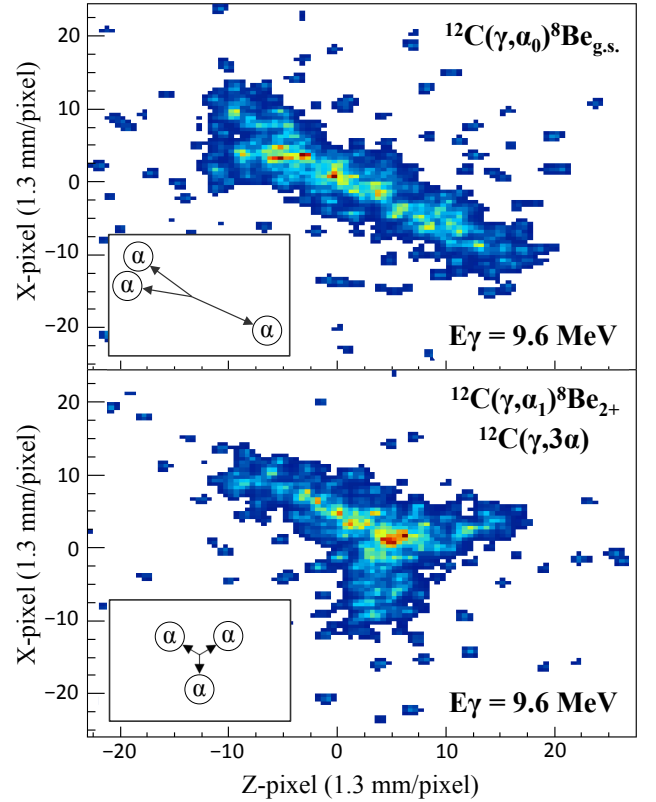 ¹²C(γ,α₀)⁸Be_g.s.
20
10
0
−10
−20
X-pixel (1.3 mm/pixel)
α
α
α
Eγ = 9.6 MeV
¹²C(γ,α₁)⁸Be₂₊
¹²C(γ,3α)
20
10
0
−10
−20
X-pixel (1.3 mm/pixel)
α α
α
Eγ = 9.6 MeV
−20 −10 0 10 20
Z-pixel (1.3 mm/pixel)